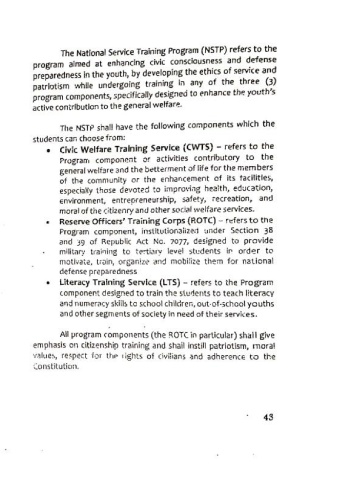 The National Service Training Program (NSTP) refers to the
program aimed at enhancing civic consciousness and defense
preparedness in the youth, by developing the ethics of service and
patriotism while undergoing training in any of the three (3)
program components, specifically designed to enhance the youth's
active contribution to the general welfare.
The NSTP shall have the following components which the
students can choose from:
• Civic Welfare Training Service (CWTS) – refers to the
Program component or activities contributory to the
general welfare and the betterment of life for the members
of the community or the enhancement of its facilities,
especially those devoted to improving health, education,
environment, entrepreneurship, safety, recreation, and
moral of the citizenry and other social welfare services.
• Reserve Officers' Training Corps (ROTC) – refers to the
Program component, institutionalized under Section 38
and 39 of Republic Act No. 7077, designed to provide
military training to tertiary level students in order to
motivate, train, organize and mobilize them for national
defense preparedness
• Literacy Training Service (LTS) – refers to the Program
component designed to train the students to teach literacy
and numeracy skills to school children, out-of-school youths
and other segments of society in need of their services.
All program components (the ROTC in particular) shall give
emphasis on citizenship training and shall instill patriotism, moral
values, respect for the rights of civilians and adherence to the
Constitution.
43